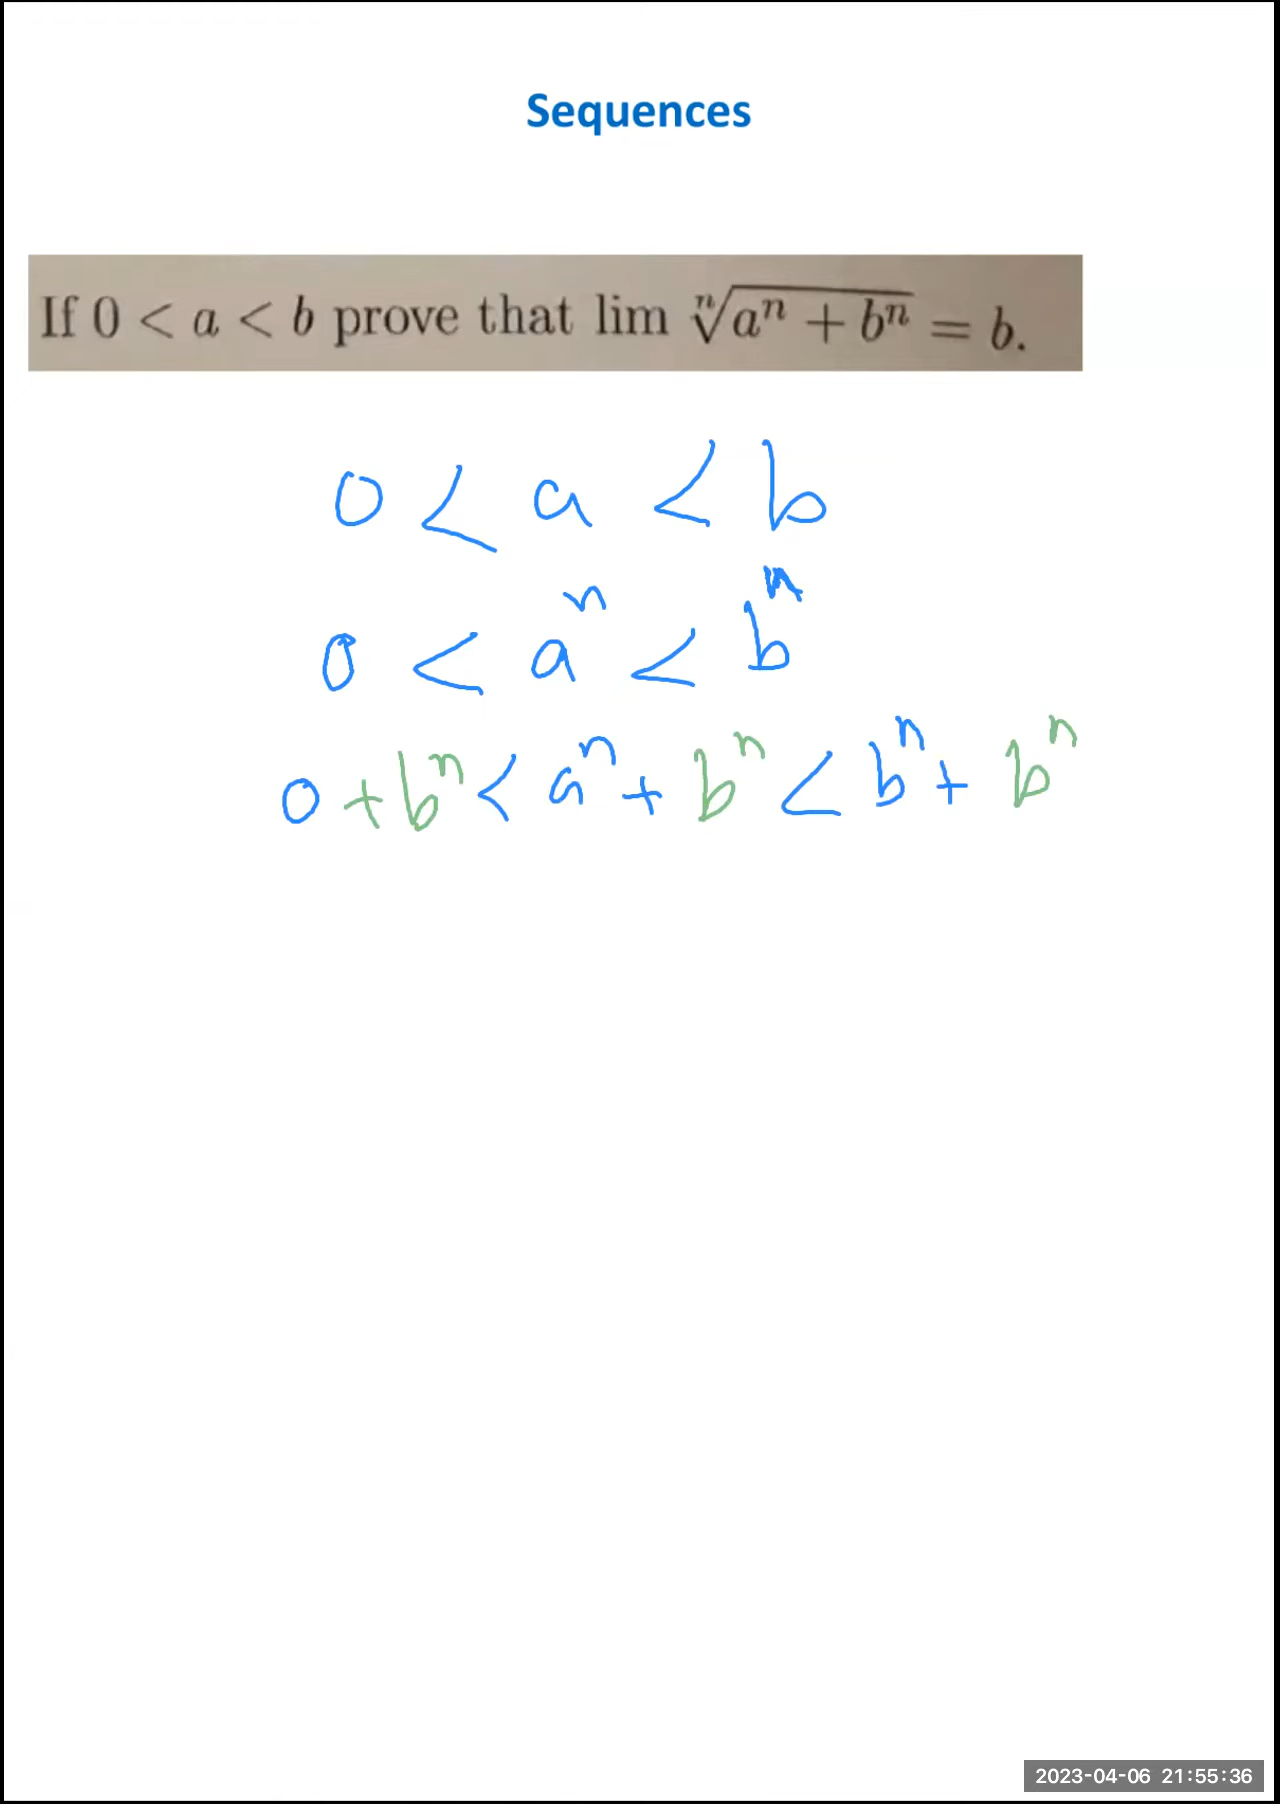 Sequences
If 0 < a < b prove that lim ⁿ√(aⁿ + bⁿ) = b.
0 < a < b
0 < aⁿ < bⁿ
0 + bⁿ < aⁿ + bⁿ < bⁿ + bⁿ
2023-04-06 21:55:36